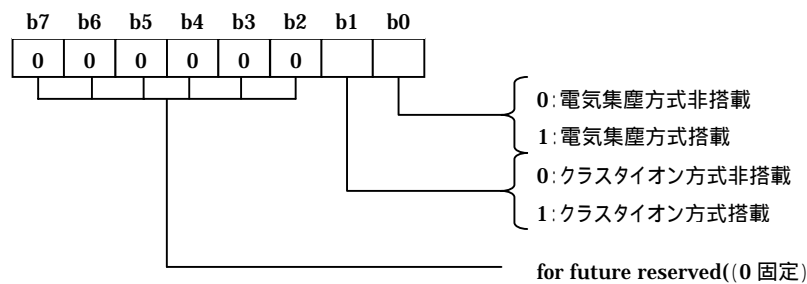 b7 b6 b5 b4 b3 b2 b1 b0
0 0 0 0 0 0
0:電気集塵方式非搭載
1:電気集塵方式搭載
0:クラスタイオン方式非搭載
1:クラスタイオン方式搭載
for future reserved((0 固定)